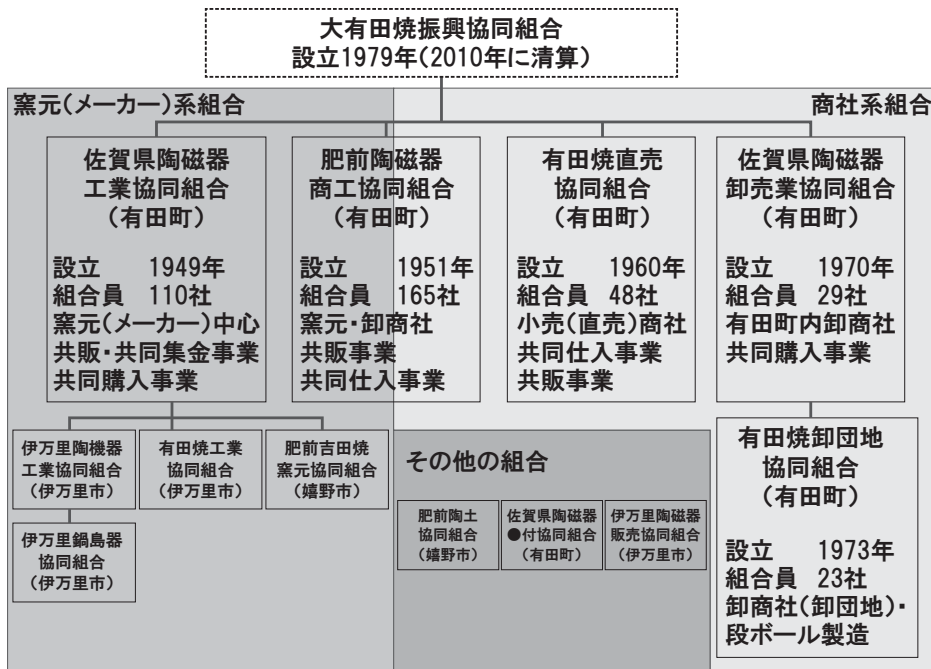 大有田焼振興協同組合
設立1979年(2010年に清算)
窯元(メーカー)系組合
商社系組合
佐賀県陶磁器
工業協同組合
(有田町)
設立 1949年
組合員 110社
窯元(メーカー)中心
共販・共同集金事業
共同購入事業
肥前陶磁器
商工協同組合
(有田町)
設立 1951年
組合員 165社
窯元・卸商社
共販事業
共同仕入事業
有田焼直売
協同組合
(有田町)
設立 1960年
組合員 48社
小売(直売)商社
共同仕入事業
共販事業
佐賀県陶磁器
卸売業協同組合
(有田町)
設立 1970年
組合員 29社
有田町内卸商社
共同購入事業
伊万里陶機器
工業協同組合
(伊万里市)
有田焼工業
協同組合
(伊万里市)
肥前吉田焼
窯元協同組合
(嬉野市)
伊万里鍋島器
協同組合
(伊万里市)
その他の組合
肥前陶土
協同組合
(嬉野市)
佐賀県陶磁器
●付協同組合
(有田町)
伊万里陶磁器
販売協同組合
(伊万里市)
有田焼卸団地
協同組合
(有田町)
設立 1973年
組合員 23社
卸商社(卸団地)・
段ボール製造